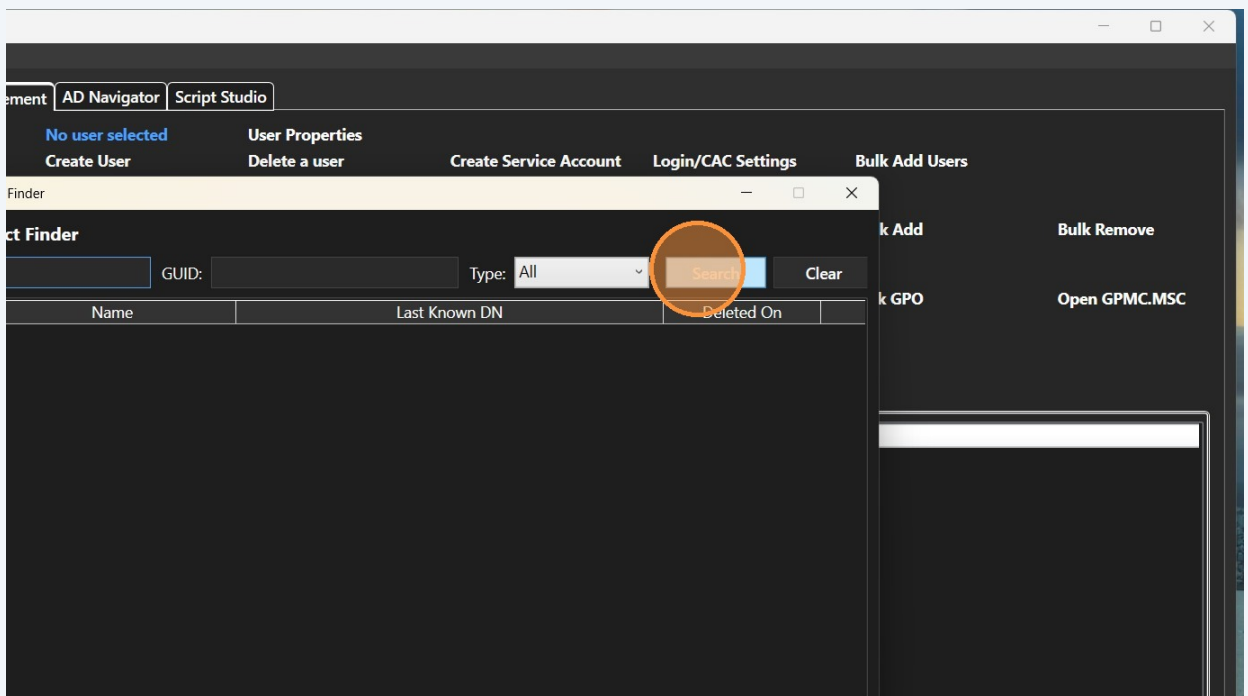 ement AD Navigator Script Studio
No user selected User Properties
Create User Delete a user Create Service Account Login/CAC Settings Bulk Add Users
Finder
ct Finder
k Add Bulk Remove
GUID: Type: All Search Clear
k GPO Open GPMC.MSC
Name Last Known DN Deleted On